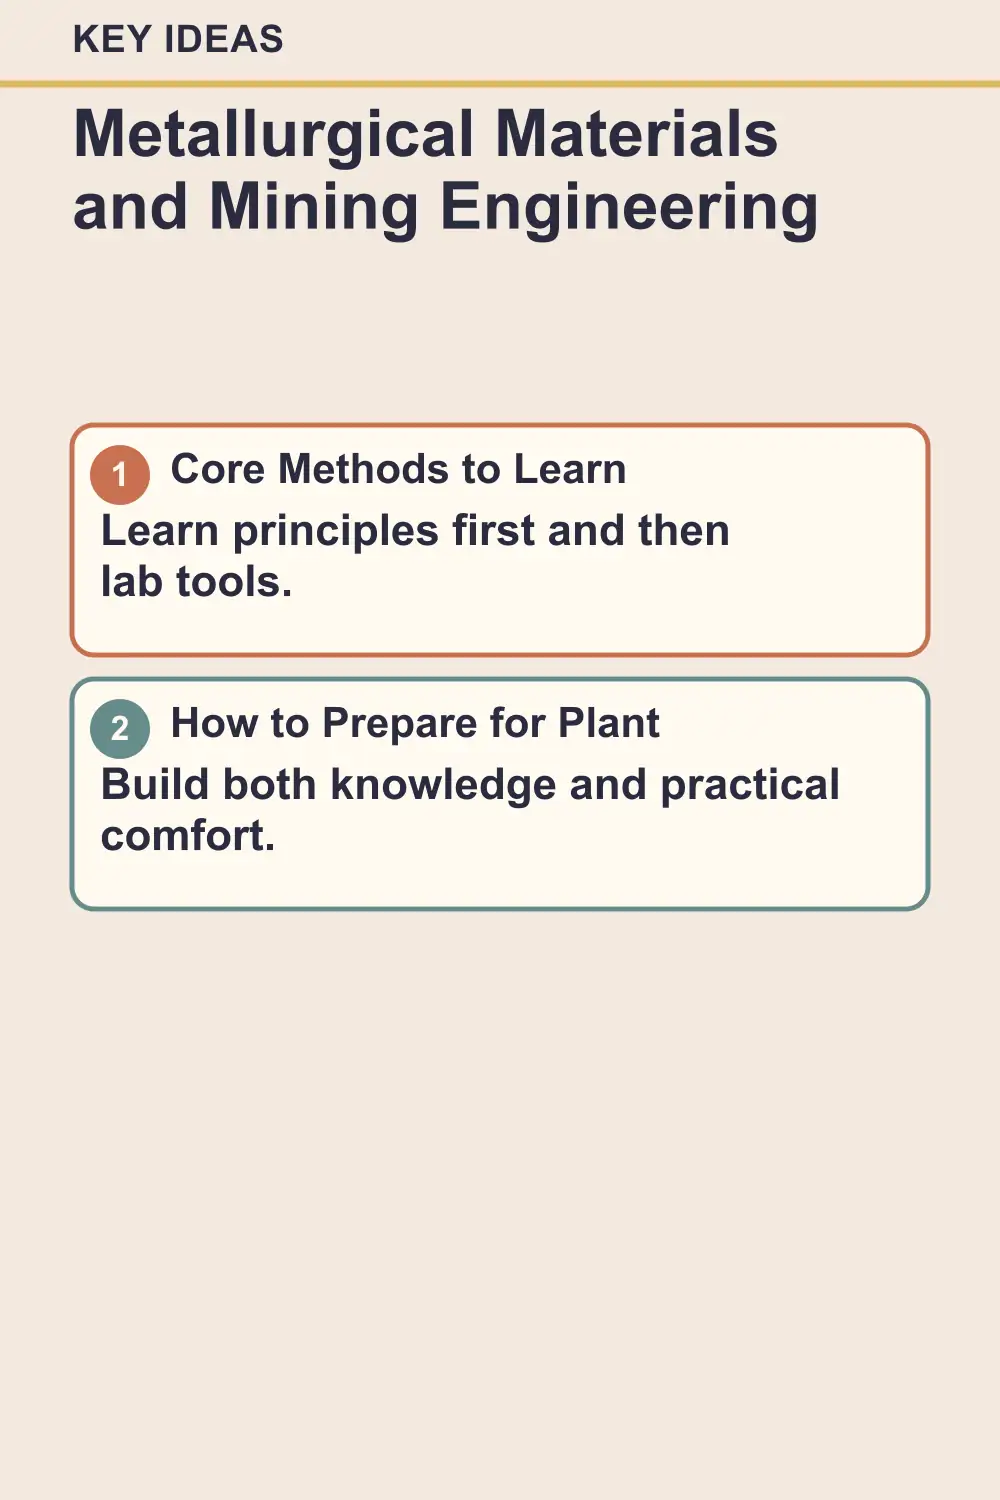 KEY IDEAS
Metallurgical Materials
and Mining Engineering
1 Core Methods to Learn
Learn principles first and then
lab tools.
2 How to Prepare for Plant
Build both knowledge and practical
comfort.